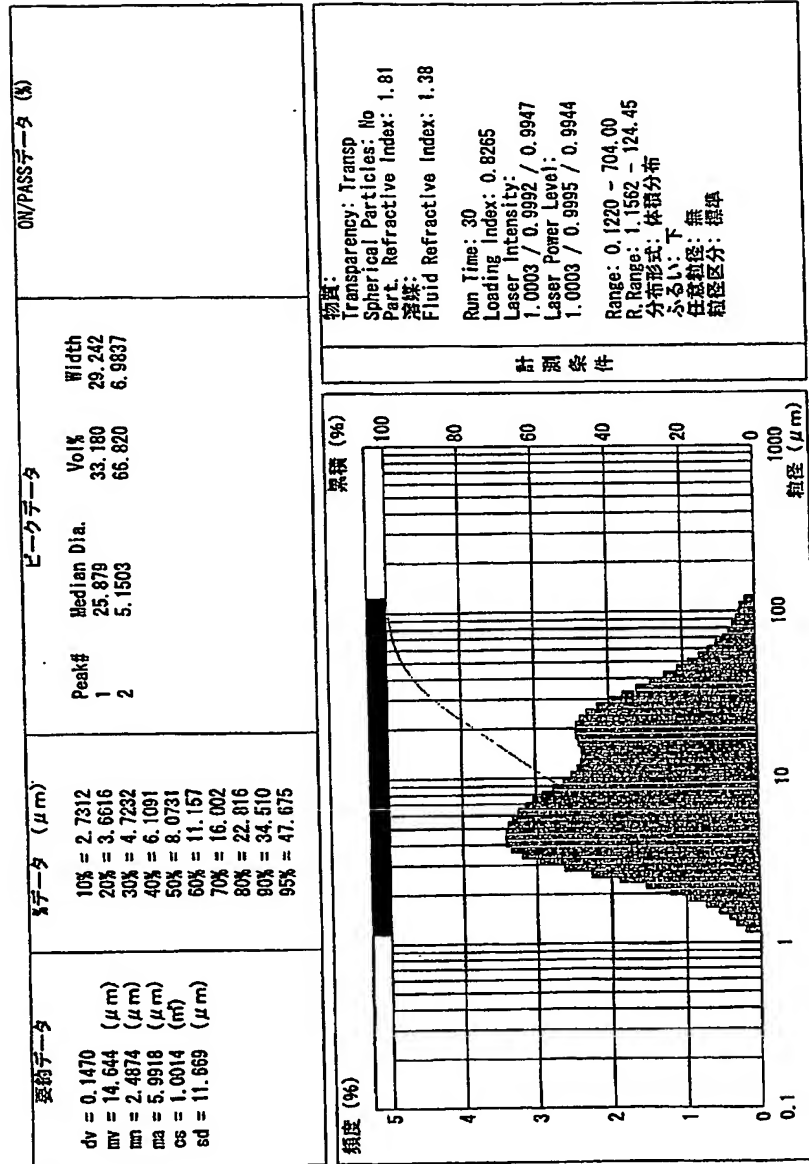 要約データ
dv = 0.1470
mv = 14.644 (μm)
mn = 2.4874 (μm)
ma = 5.9918 (μm)
cs = 1.0014 (㎡)
sd = 11.669 (μm)
%データ (μm)
10% = 2.7312
20% = 3.6616
30% = 4.7232
40% = 6.1091
50% = 8.0731
60% = 11.157
70% = 16.002
80% = 22.816
90% = 34.510
95% = 47.675
ピークデータ
Peak# Median Dia. Vol% Width
1 25.879 33.180 29.242
2 5.1503 66.820 6.9837
ON/PASSデータ (%)
頻度 (%)
累積 (%)
5
4
3
2
1
0
100
80
60
40
20
0
0.1 1 10 100 1000
粒径 (μm)
計測条件
物質:
Transparency: Transp
Spherical Particles: No
Part. Refractive Index: 1.81
溶媒:
Fluid Refractive Index: 1.38
Run Time: 30
Loading Index: 0.8265
Laser Intensity:
1.0003 / 0.9992 / 0.9947
Laser Power Level:
1.0003 / 0.9995 / 0.9944
Range: 0.1220 - 704.00
R. Range: 1.1562 - 124.45
分布形式: 体積分布
ふるい: 下
任意粒径: 無
粒径区分: 標準